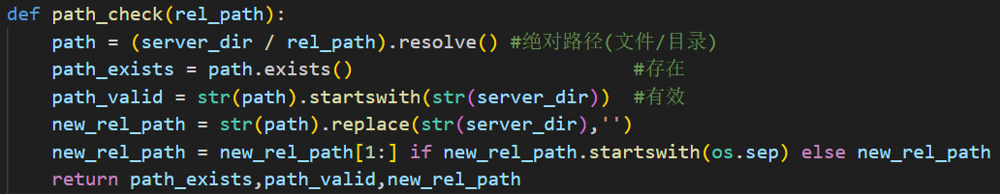 def path_check(rel_path):
    path = (server_dir / rel_path).resolve() #绝对路径(文件/目录)
    path_exists = path.exists()                         #存在
    path_valid = str(path).startswith(str(server_dir))  #有效
    new_rel_path = str(path).replace(str(server_dir),'')
    new_rel_path = new_rel_path[1:] if new_rel_path.startswith(os.sep) else new_rel_path
    return path_exists,path_valid,new_rel_path